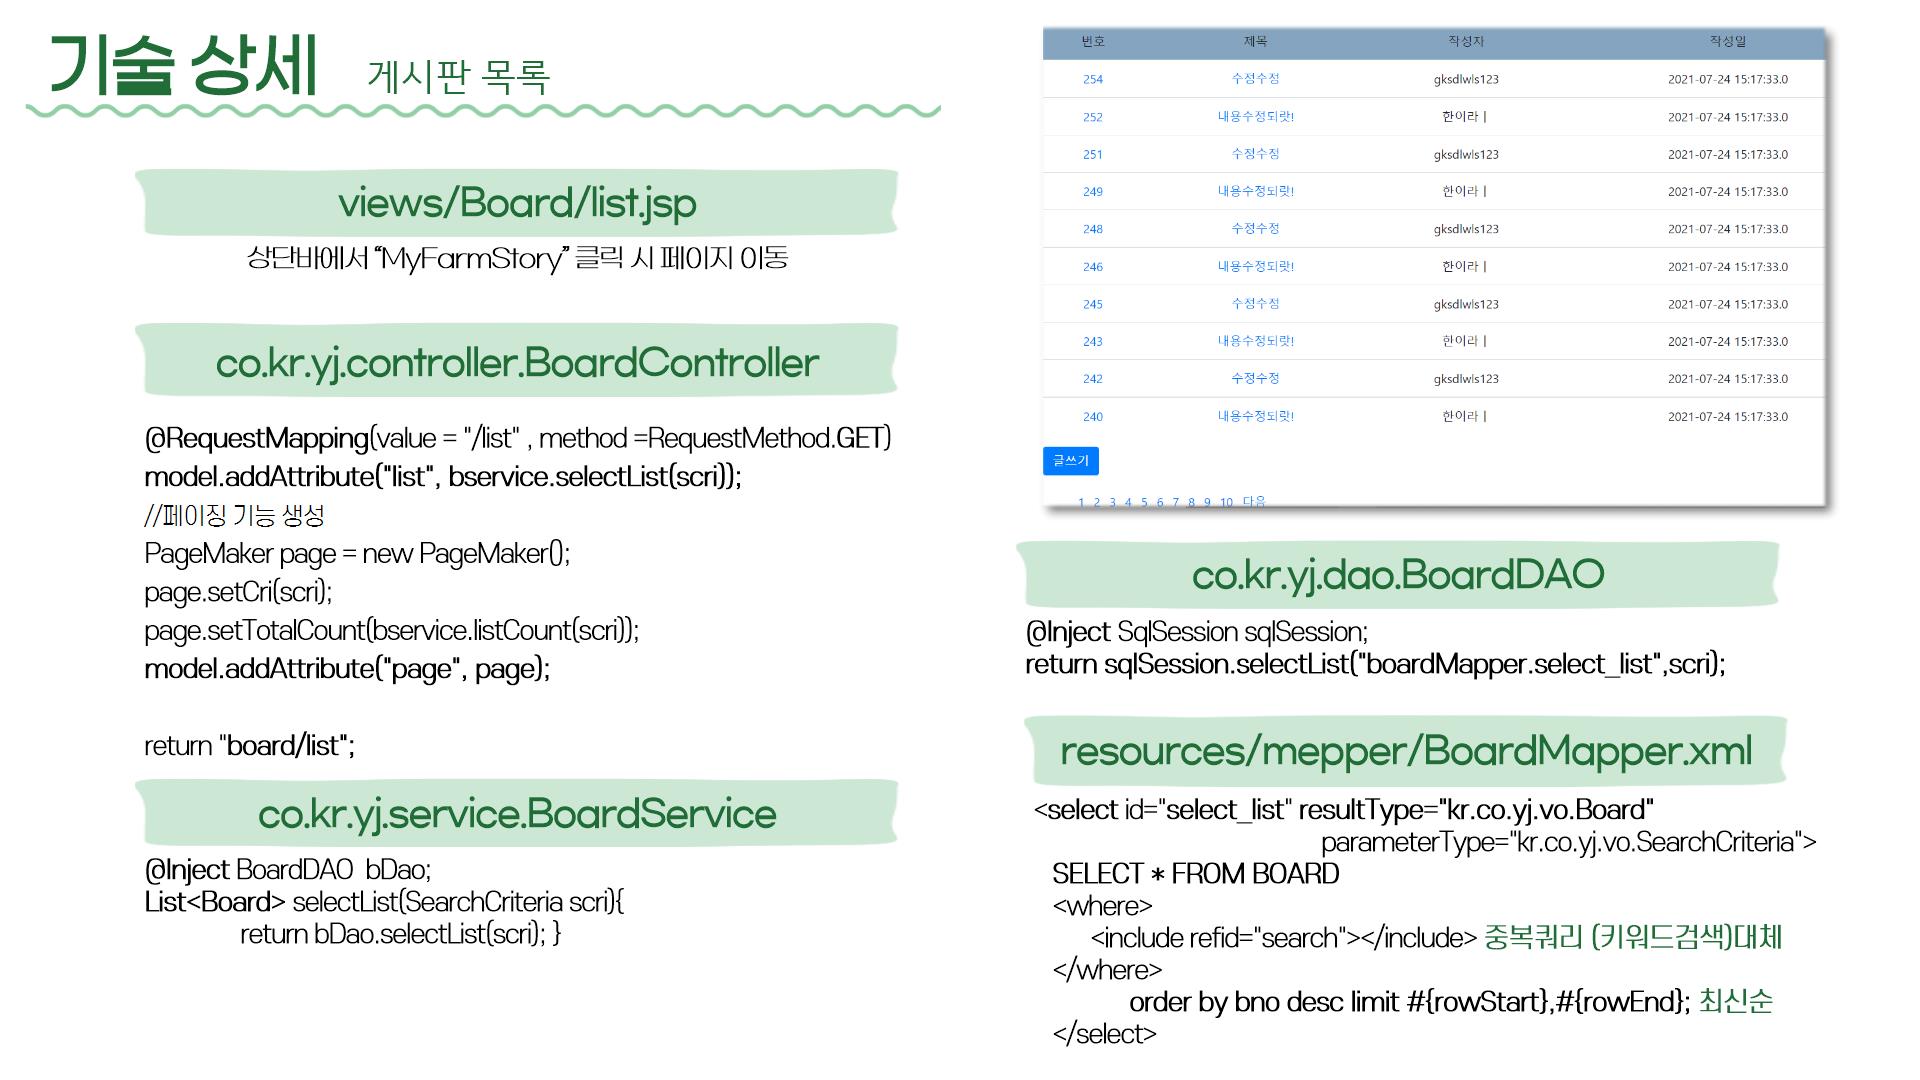 기술 상세 게시판 목록
views/Board/list.jsp
상단바에서 “MyFarmStory” 클릭 시 페이지 이동
co.kr.yj.controller.BoardController
@RequestMapping(value = "/list" , method =RequestMethod.GET)
model.addAttribute("list", bservice.selectList(scri));
//페이징 기능 생성
PageMaker page = new PageMaker();
page.setCri(scri);
page.setTotalCount(bservice.listCount(scri));
model.addAttribute("page", page);
return "board/list";
co.kr.yj.service.BoardService
@Inject BoardDAO bDao;
List<Board> selectList(SearchCriteria scri){
return bDao.selectList(scri); }
번호 제목 작성자 작성일
254 수정수정 gksdlwls123 2021-07-24 15:17:33.0
252 내용수정되랏! 한이라ㅣ 2021-07-24 15:17:33.0
251 수정수정 gksdlwls123 2021-07-24 15:17:33.0
249 내용수정되랏! 한이라ㅣ 2021-07-24 15:17:33.0
248 수정수정 gksdlwls123 2021-07-24 15:17:33.0
246 내용수정되랏! 한이라ㅣ 2021-07-24 15:17:33.0
245 수정수정 gksdlwls123 2021-07-24 15:17:33.0
243 내용수정되랏! 한이라ㅣ 2021-07-24 15:17:33.0
242 수정수정 gksdlwls123 2021-07-24 15:17:33.0
240 내용수정되랏! 한이라ㅣ 2021-07-24 15:17:33.0
글쓰기
1 2 3 4 5 6 7 8 9 10 다음
co.kr.yj.dao.BoardDAO
@Inject SqlSession sqlSession;
return sqlSession.selectList("boardMapper.select_list",scri);
resources/mepper/BoardMapper.xml
<select id="select_list" resultType="kr.co.yj.vo.Board"
parameterType="kr.co.yj.vo.SearchCriteria">
SELECT * FROM BOARD
<where>
<include refid="search"></include> 중복쿼리 (키워드검색)대체
</where>
order by bno desc limit #{rowStart},#{rowEnd}; 최신순
</select>